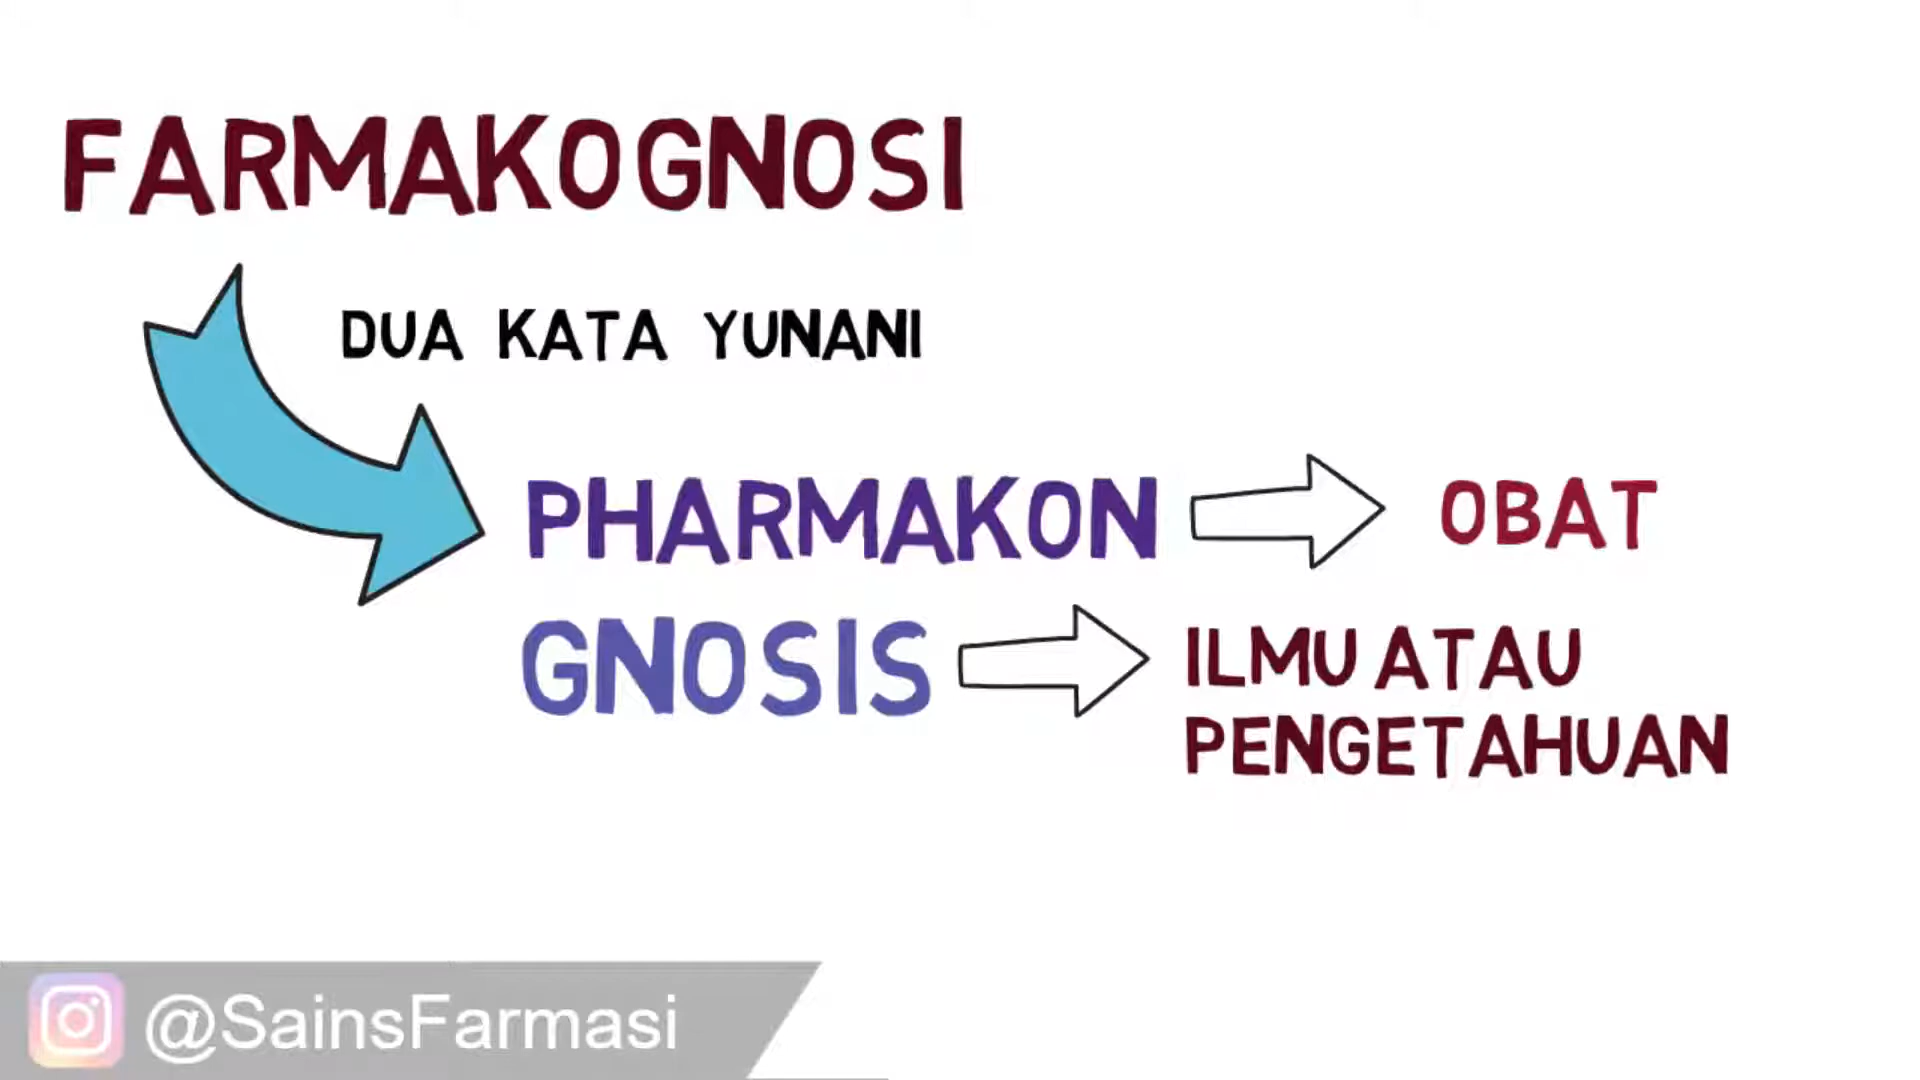 FARMAKOGNOSI
DUA KATA YUNANI
PHARMAKON
OBAT
GNOSIS
ILMU ATAU
PENGETAHUAN
@SainsFarmasi